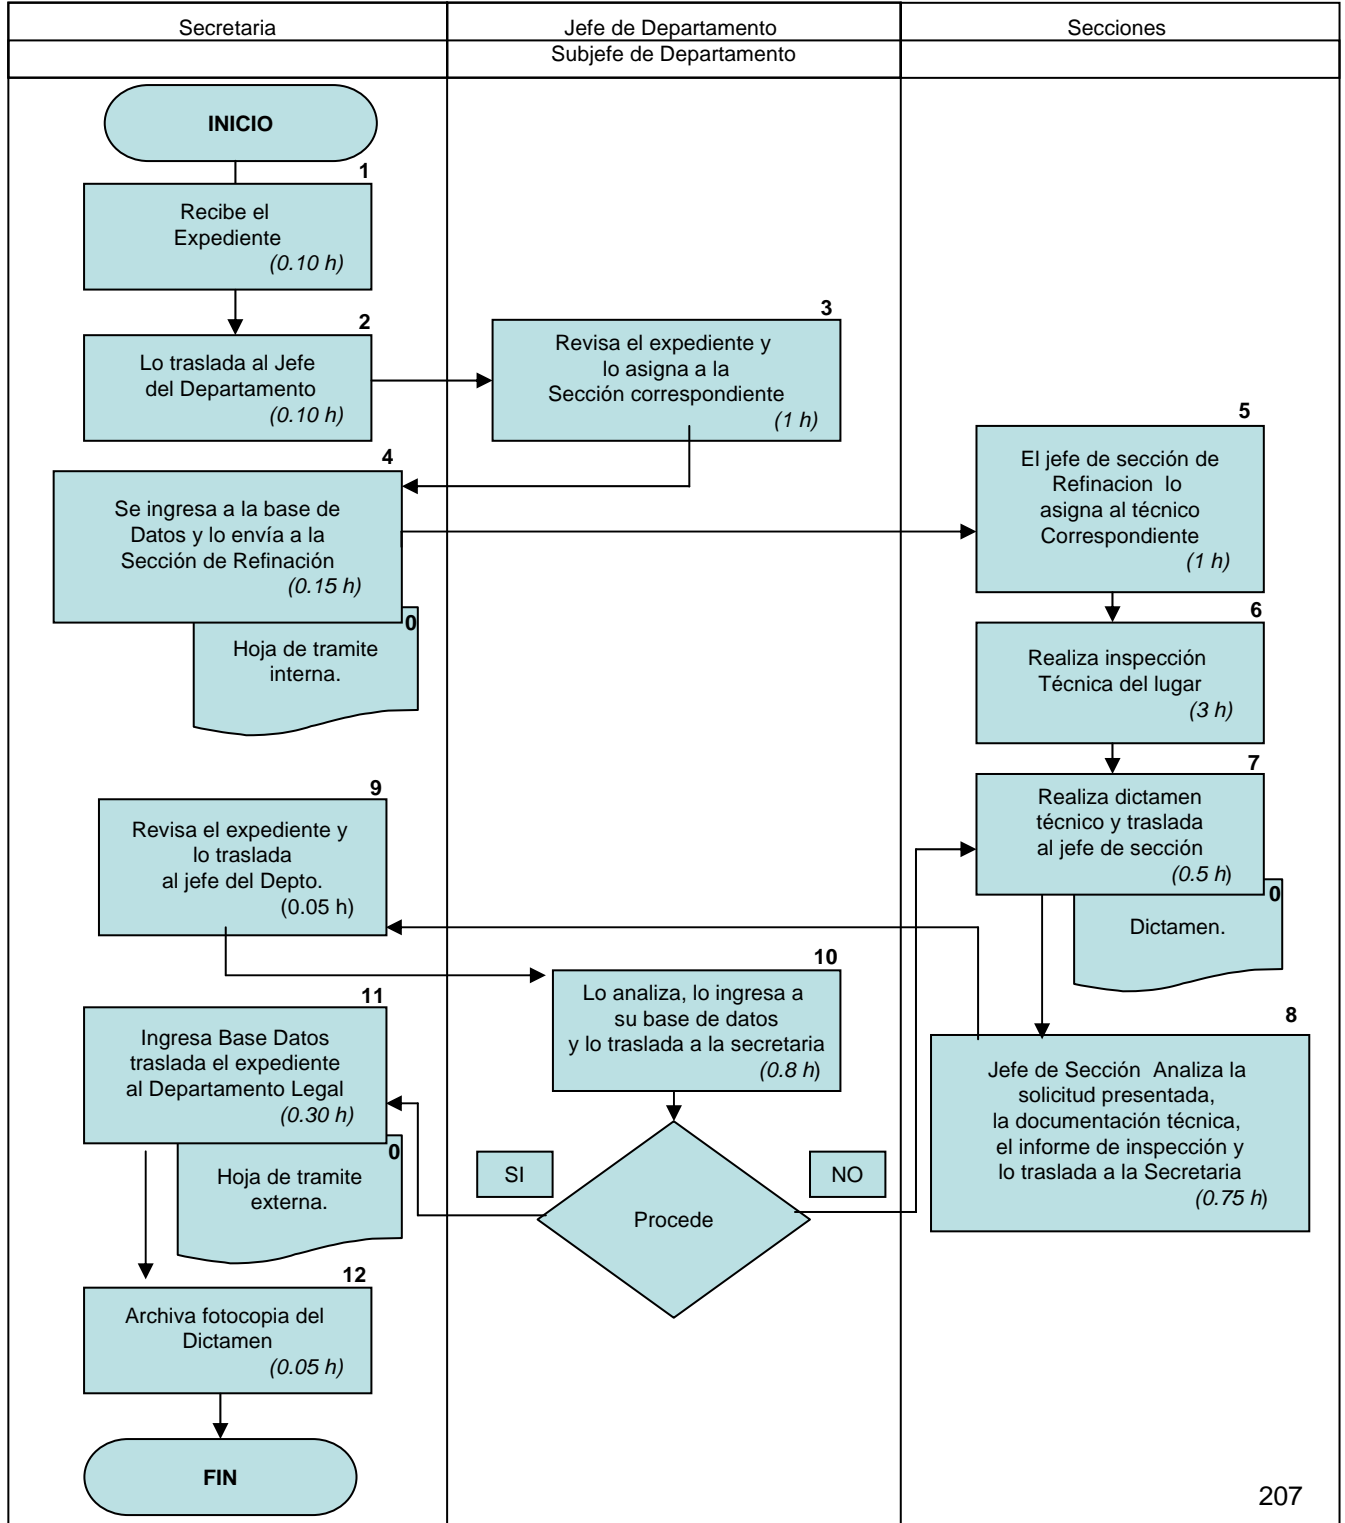 Secretaria
Jefe de Departamento
Subjefe de Departamento
Secciones
INICIO
1
Recibe el
Expediente
(0.10 h)
2
Lo traslada al Jefe
del Departamento
(0.10 h)
3
Revisa el expediente y
lo asigna a la
Sección correspondiente
(1 h)
4
Se ingresa a la base de
Datos y lo envía a la
Sección de Refinación
(0.15 h)
0
Hoja de tramite
interna.
5
El jefe de sección de
Refinacion lo
asigna al técnico
Correspondiente
(1 h)
6
Realiza inspección
Técnica del lugar
(3 h)
7
Realiza dictamen
técnico y traslada
al jefe de sección
(0.5 h)
0
Dictamen.
8
Jefe de Sección Analiza la
solicitud presentada,
la documentación técnica,
el informe de inspección y
lo traslada a la Secretaria
(0.75 h)
9
Revisa el expediente y
lo traslada
al jefe del Depto.
(0.05 h)
10
Lo analiza, lo ingresa a
su base de datos
y lo traslada a la secretaria
(0.8 h)
SI
NO
Procede
11
Ingresa Base Datos
traslada el expediente
al Departamento Legal
(0.30 h)
0
Hoja de tramite
externa.
12
Archiva fotocopia del
Dictamen
(0.05 h)
FIN
207